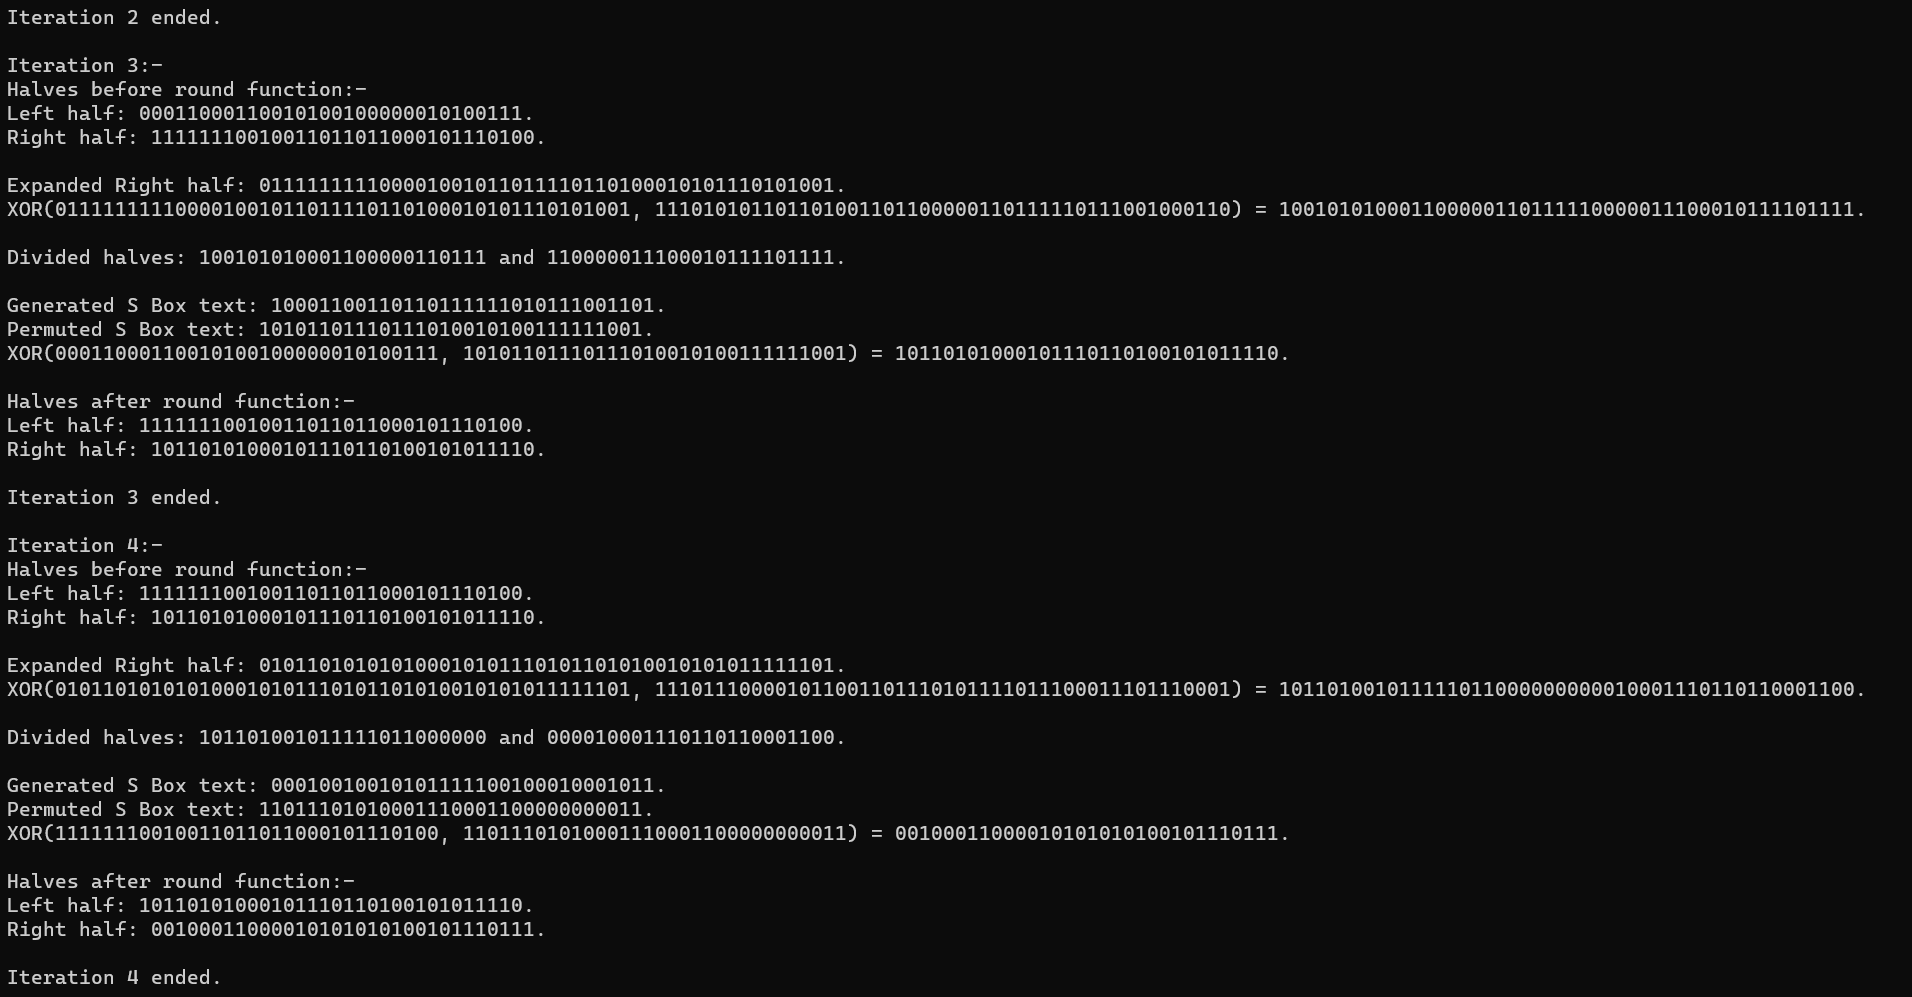 Iteration 2 ended.
Iteration 3:-
Halves before round function:-
Left half: 00011000110010100100000010100111.
Right half: 11111110010011011011000101110100.
Expanded Right half: 011111111100001001011011110110100010101110101001.
XOR(011111111100001001011011110110100010101110101001, 111010101101101001101100000110111110111001000110) = 100101010001100000110111110000011100010111101111.
Divided halves: 100101010001100000110111 and 110000011100010111101111.
Generated S Box text: 10001100110110111111010111001101.
Permuted S Box text: 10101101110111010010100111111001.
XOR(00011000110010100100000010100111, 10101101110111010010100111111001) = 10110101000101110110100101011110.
Halves after round function:-
Left half: 11111110010011011011000101110100.
Right half: 10110101000101110110100101011110.
Iteration 3 ended.
Iteration 4:-
Halves before round function:-
Left half: 11111110010011011011000101110100.
Right half: 10110101000101110110100101011110.
Expanded Right half: 010110101010100010101110101101010010101011111101.
XOR(010110101010100010101110101101010010101011111101, 111011100001011001101110101111011100011101110001) = 101101001011111011000000000010001110110110001100.
Divided halves: 101101001011111011000000 and 000010001110110110001100.
Generated S Box text: 00010010010101111100100010001011.
Permuted S Box text: 11011101010001110001100000000011.
XOR(11111110010011011011000101110100, 11011101010001110001100000000011) = 00100011000010101010100101110111.
Halves after round function:-
Left half: 10110101000101110110100101011110.
Right half: 00100011000010101010100101110111.
Iteration 4 ended.